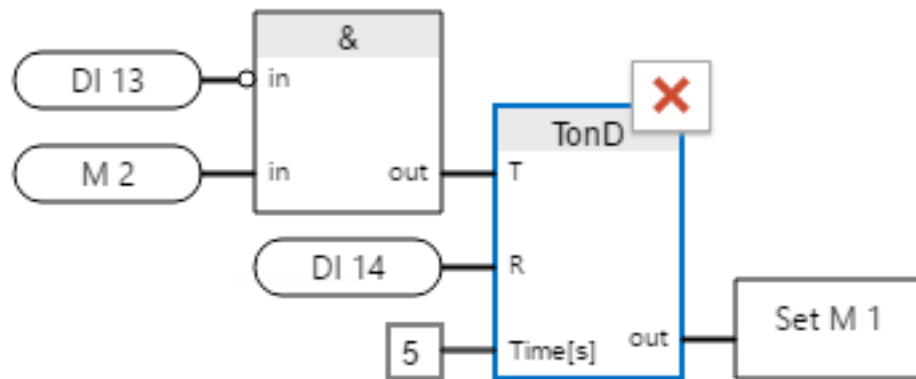 &
DI 13
in
TonD
M 2
in
out
T
DI 14
R
Set M 1
5
Time[s]
out